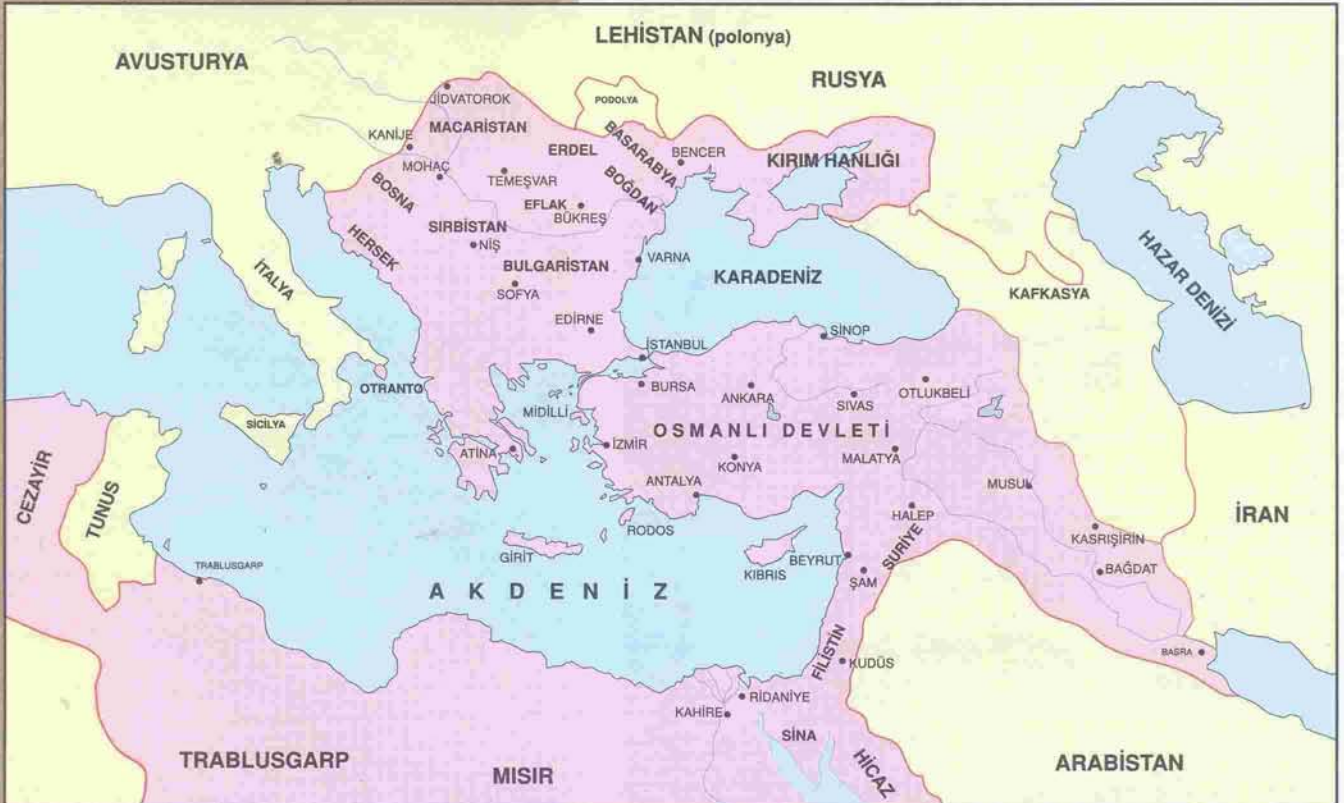 LEHİSTAN (polonya)
AVUSTURYA
RUSYA
JİDVATOROK
PODOLYA
MACARİSTAN
KANİJE
ERDEL
BASARABYA
BENCER
KIRIM HANLIĞI
MOHAÇ
TEMEŞVAR
BOSNA
BOĞDAN
EFLAK
BÜKREŞ
SIRBİSTAN
NİŞ
HERSEK
BULGARİSTAN
VARNA
SOFYA
KARADENİZ
HAZAR DENİZİ
KAFKASYA
İTALYA
EDİRNE
SİNOP
İSTANBUL
OTRANTO
BURSA
ANKARA
SIVAS
OTLUKBELİ
MİDİLLİ
SİCİLYA
OSMANLI DEVLETİ
İZMİR
ATİNA
KONYA
MALATYA
ANTALYA
MUSUL
CEZAYİR
TUNUS
RODOS
HALEP
İRAN
KASRIŞİRİN
GİRİT
KIBRIS
BEYRUT
SURİYE
ŞAM
BAĞDAT
TRABLUSGARP
AKDENİZ
FİLİSTİN
KUDÜS
BASRA
RİDANİYE
KAHİRE
SİNA
HİCAZ
TRABLUSGARP
MISIR
ARABİSTAN